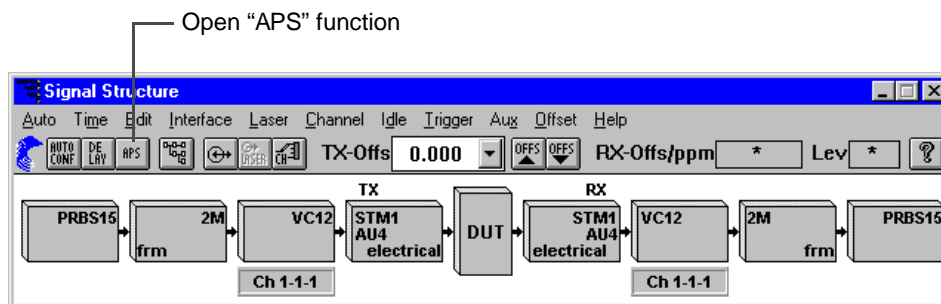 Open “APS” function
Signal Structure
Auto Time Edit Interface Laser Channel Idle Trigger Aux Offset Help
AUTO CONF DE LAY APS LASER CH TX-Offs 0.000 OFFS OFFS RX-Offs/ppm * Lev * ?
TX RX
PRBS15 2M frm VC12 STM1 AU4 electrical DUT STM1 AU4 electrical VC12 2M frm PRBS15
Ch 1-1-1 Ch 1-1-1